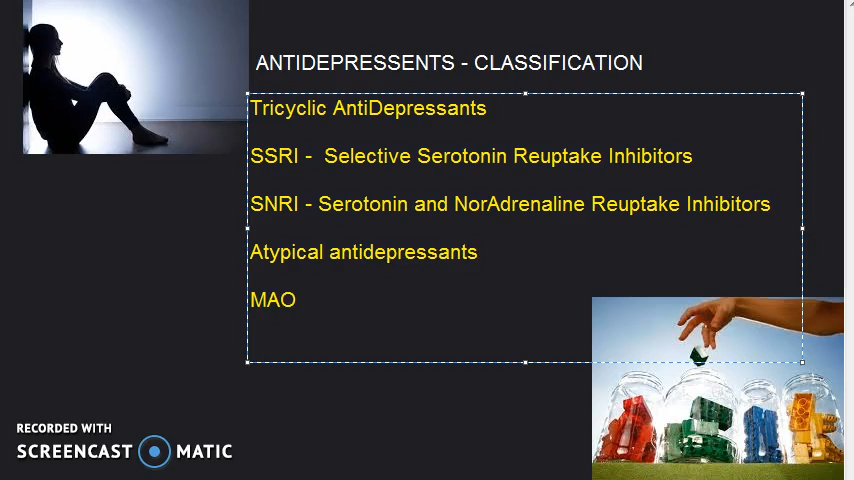 ANTIDEPRESSENTS - CLASSIFICATION
Tricyclic AntiDepressants
SSRI - Selective Serotonin Reuptake Inhibitors
SNRI - Serotonin and NorAdrenaline Reuptake Inhibitors
Atypical antidepressants
MAO
RECORDED WITH
SCREENCAST MATIC